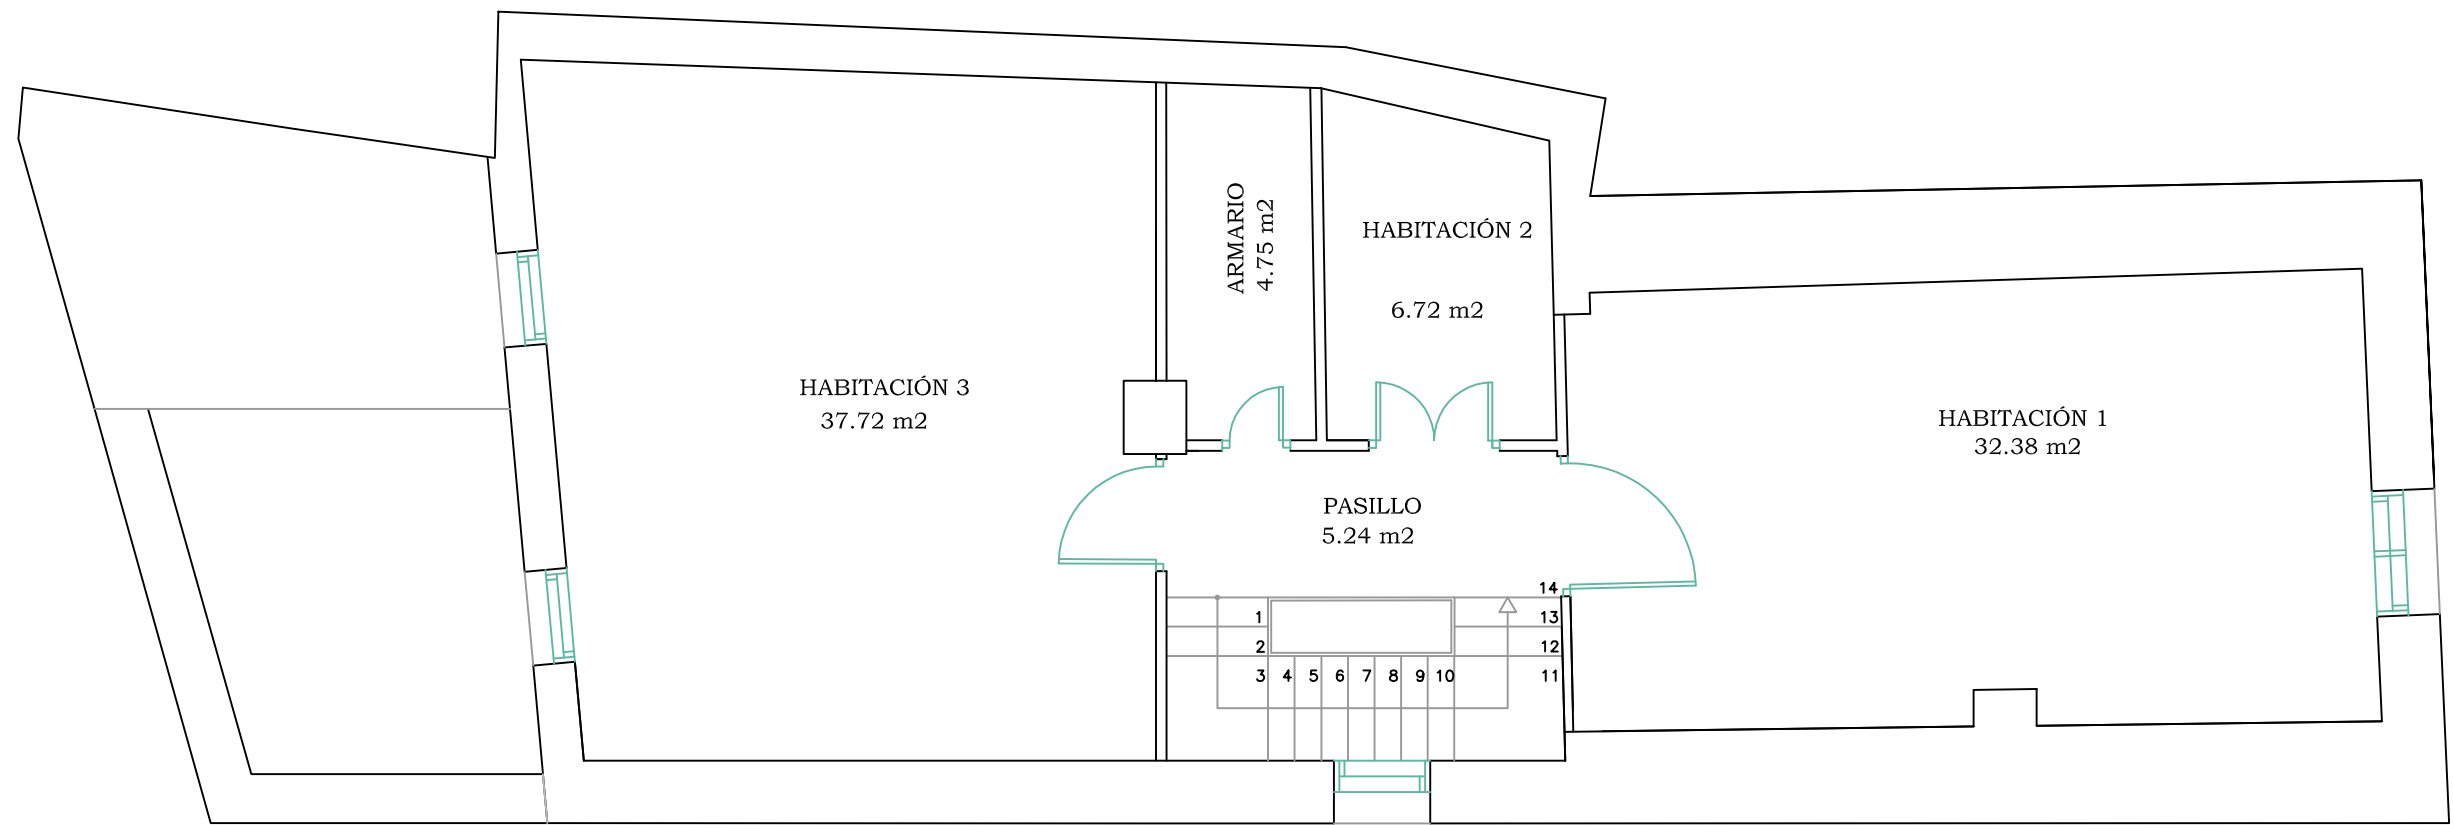 HABITACIÓN 3
37.72 m2
ARMARIO
4.75 m2
HABITACIÓN 2
6.72 m2
HABITACIÓN 1
32.38 m2
PASILLO
5.24 m2
14
1
13
2
12
3 4 5 6 7 8 9 10
11